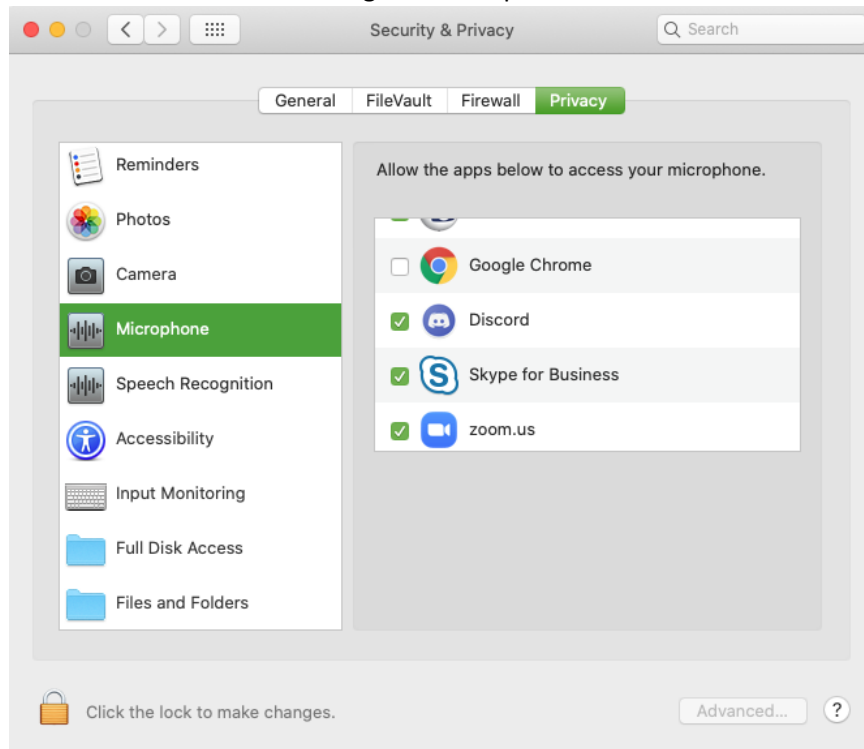 Security & Privacy
Search
General
FileVault
Firewall
Privacy
Reminders
Photos
Camera
Microphone
Speech Recognition
Accessibility
Input Monitoring
Full Disk Access
Files and Folders
Allow the apps below to access your microphone.
Google Chrome
Discord
Skype for Business
zoom.us
Click the lock to make changes.
Advanced...
?